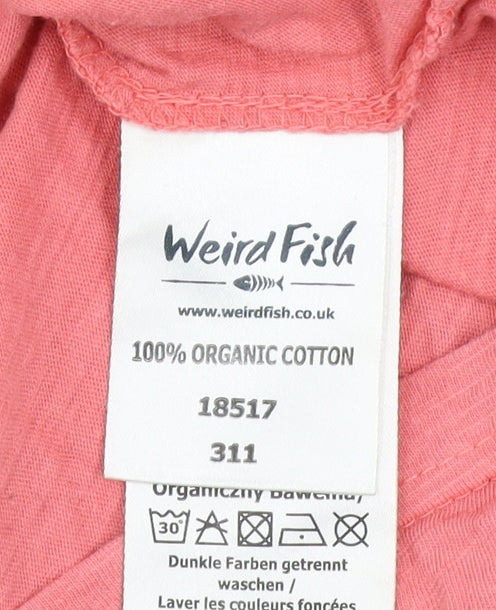 Weird Fish
www.weirdfish.co.uk
100% ORGANIC COTTON
18517
311
Organiczny Bawełna/
30°
Dunkle Farben getrennt
waschen /
Laver les couleurs foncées